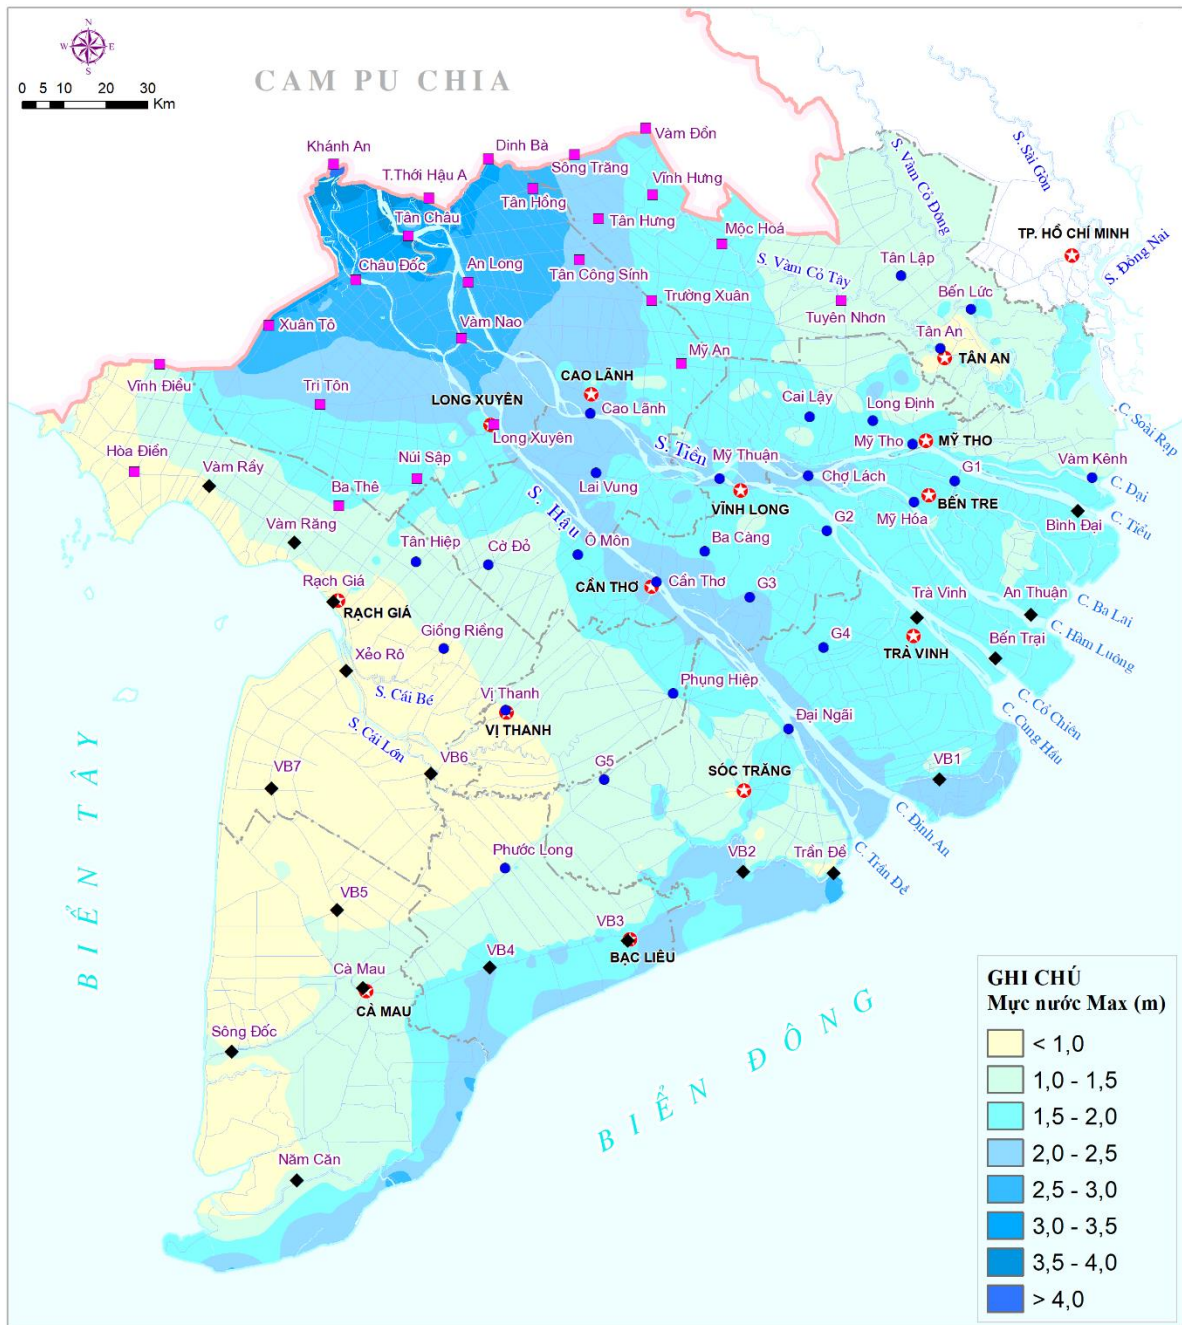 N
W
E
S
0 5 10 20 30
Km
CAM PU CHIA
Khánh An
T.Thới Hậu A
Dinh Bà
Sông Trăng
Vàm Đồn
Tân Hồng
Vĩnh Hưng
Tân Châu
Tân Hưng
Mộc Hoá
S. Vàm Cỏ Đông
S. Sài Gòn
TP. HỒ CHÍ MINH
S. Đồng Nai
Châu Đốc
An Long
Tân Công Sính
S. Vàm Cỏ Tây
Tân Lập
Trường Xuân
Tuyên Nhơn
Bến Lức
Xuân Tô
Vàm Nao
Tân An
TÂN AN
Vĩnh Điều
Mỹ An
CAO LÃNH
Tri Tôn
LONG XUYÊN
Cao Lãnh
Cai Lậy
Long Định
C. Soài Rạp
Long Xuyên
S. Tiền
Mỹ Tho
MỸ THO
Hòa Điền
Vàm Rầy
Núi Sập
Mỹ Thuận
Vàm Kênh
Lai Vung
Chợ Lách
G1
C. Đại
Ba Thê
VĨNH LONG
BẾN TRE
Mỹ Hóa
C. Tiểu
S. Hậu
G2
Bình Đại
Vàm Răng
Tân Hiệp
Cờ Đỏ
Ô Môn
Ba Càng
Rạch Giá
RẠCH GIÁ
CẦN THƠ
Cần Thơ
G3
Trà Vinh
An Thuận
C. Ba Lai
C. Hàm Luông
Giồng Riềng
G4
TRÀ VINH
Bến Trại
Xẻo Rô
S. Cái Bé
Vị Thanh
Phụng Hiệp
C. Cổ Chiên
C. Cung Hầu
VỊ THANH
Đại Ngãi
S. Cái Lớn
BIỂN TÂY
VB7
VB6
G5
SÓC TRĂNG
VB1
C. Định An
Phước Long
VB2
Trần Đề
C. Trần Đề
VB5
VB3
BẠC LIÊU
VB4
Cà Mau
CÀ MAU
Sông Đốc
BIỂN ĐÔNG
Năm Căn
GHI CHÚ
Mực nước Max (m)
< 1,0
1,0 - 1,5
1,5 - 2,0
2,0 - 2,5
2,5 - 3,0
3,0 - 3,5
3,5 - 4,0
> 4,0